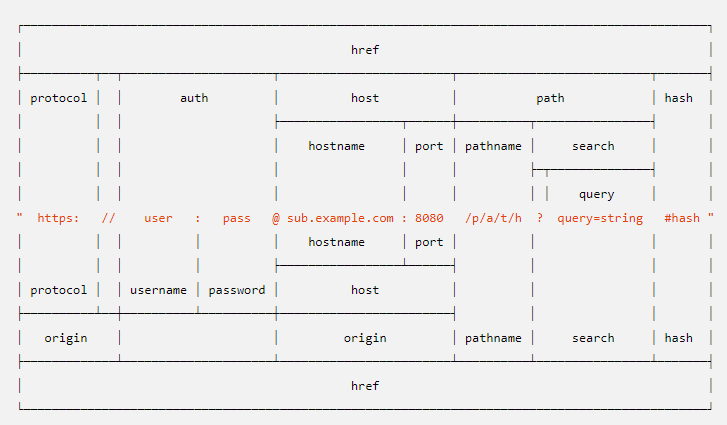 href
protocol auth host path hash
hostname port pathname search
query
" https: // user : pass @ sub.example.com : 8080 /p/a/t/h ? query=string #hash "
hostname port
protocol username password host
origin origin pathname search hash
href